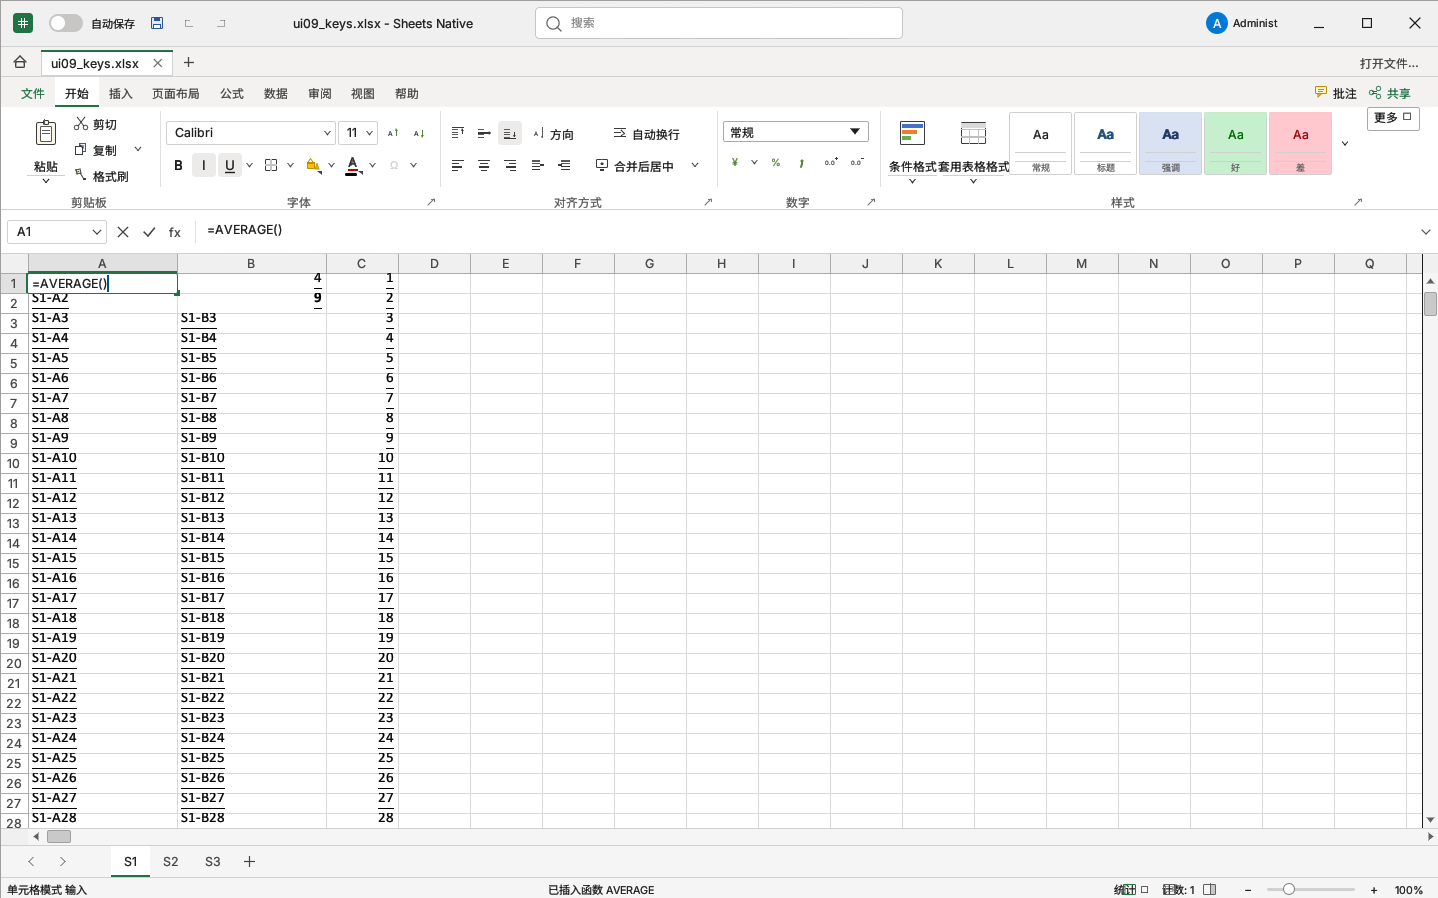 自动保存
ui09_keys.xlsx - Sheets Native
搜索
A
Administ
ui09_keys.xlsx
打开文件...
文件 开始 插入 页面布局 公式 数据 审阅 视图 帮助
批注 共享
粘贴
剪切
复制
格式刷
剪贴板
Calibri 11
B I U
字体
方向
自动换行
合并后居中
对齐方式
常规
¥ %
数字
条件格式 套用表格格式
Aa Aa Aa Aa Aa
常规 标题 强调 好 差
样式
更多
A1
fx
=AVERAGE()
A B C D E F G H I J K L M N O P Q
1 =AVERAGE() 4 1
2 S1-A2 9 2
3 S1-A3 S1-B3 3
4 S1-A4 S1-B4 4
5 S1-A5 S1-B5 5
6 S1-A6 S1-B6 6
7 S1-A7 S1-B7 7
8 S1-A8 S1-B8 8
9 S1-A9 S1-B9 9
10 S1-A10 S1-B10 10
11 S1-A11 S1-B11 11
12 S1-A12 S1-B12 12
13 S1-A13 S1-B13 13
14 S1-A14 S1-B14 14
15 S1-A15 S1-B15 15
16 S1-A16 S1-B16 16
17 S1-A17 S1-B17 17
18 S1-A18 S1-B18 18
19 S1-A19 S1-B19 19
20 S1-A20 S1-B20 20
21 S1-A21 S1-B21 21
22 S1-A22 S1-B22 22
23 S1-A23 S1-B23 23
24 S1-A24 S1-B24 24
25 S1-A25 S1-B25 25
26 S1-A26 S1-B26 26
27 S1-A27 S1-B27 27
28 S1-A28 S1-B28 28
S1 S2 S3
单元格模式 输入
已插入函数 AVERAGE
统计
计数: 1
100%